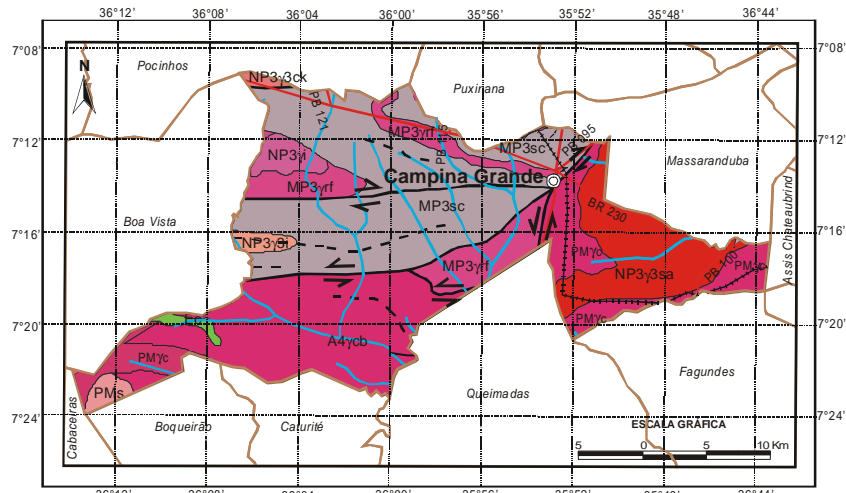 36°12' 36°08' 36°04' 36°00' 35°56' 35°52' 35°48' 36°44'
7°08' 7°08'
Pocinhos
N
NP3γ3ck
Puxinana
PB 121
7°12' 7°12'
MP3γrf
MP3sc
Massaranduba
NP3γi
MP3γrf
Campina Grande
MP3sc
BR 230
Boa Vista
7°16' 7°16'
PMγc
MP3γrf
NP3γ3sa
PB 100
Assis Chateaubrind
PMγc
7°20' 7°20'
A4γcb
PMγc
Fagundes
PMs
Queimadas
7°24' 7°24'
Cabaceiras
Boqueirão
Caturité
ESCALA GRÁFICA
5 0 5 10 Km